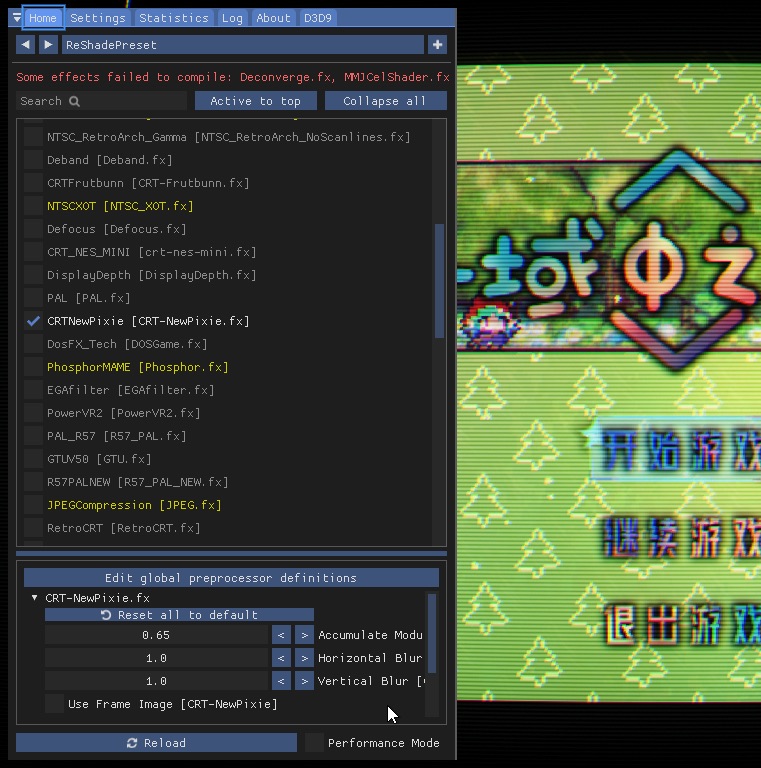 Home Settings Statistics Log About D3D9
ReShadePreset
Some effects failed to compile: Deconverge.fx, MMJCelShader.fx
Search Active to top Collapse all
NTSC_RetroArch_Gamma [NTSC_RetroArch_NoScanlines.fx]
Deband [Deband.fx]
CRTFrutbunn [CRT-Frutbunn.fx]
NTSCXOT [NTSC_XOT.fx]
Defocus [Defocus.fx]
CRT_NES_MINI [crt-nes-mini.fx]
DisplayDepth [DisplayDepth.fx]
PAL [PAL.fx]
CRTNewPixie [CRT-NewPixie.fx]
DosFX_Tech [DOSGame.fx]
PhosphorMAME [Phosphor.fx]
EGAfilter [EGAfilter.fx]
PowerVR2 [PowerVR2.fx]
PAL_R57 [R57_PAL.fx]
GTUV50 [GTU.fx]
R57PALNEW [R57_PAL_NEW.fx]
JPEGCompression [JPEG.fx]
RetroCRT [RetroCRT.fx]
Edit global preprocessor definitions
CRT-NewPixie.fx
Reset all to default
0.65 < > Accumulate Modu
1.0 < > Horizontal Blur
1.0 < > Vertical Blur [
Use Frame Image [CRT-NewPixie]
Reload Performance Mode
域
开始游戏
继续游戏
退出游戏